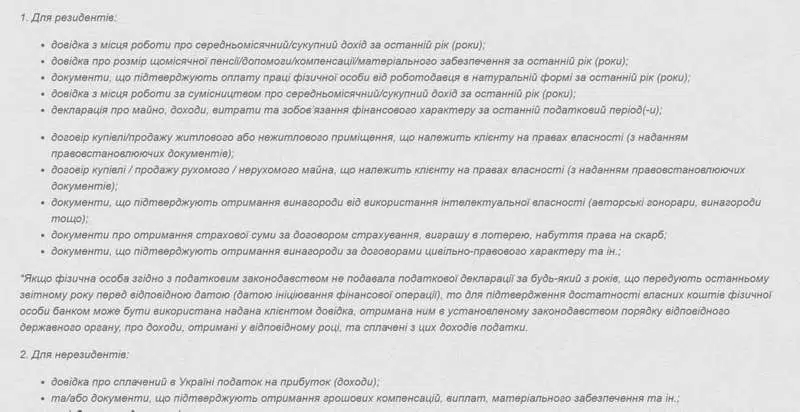 1. Для резидентів:
• довідка з місця роботи про середньомісячний/сукупний дохід за останній рік (роки);
• довідка про розмір щомісячної пенсії/допомоги/компенсації/матеріального забезпечення за останній рік (роки);
• документи, що підтверджують оплату праці фізичної особи від роботодавця в натуральній формі за останній рік (роки);
• довідка з місця роботи за сумісництвом про середньомісячний/сукупний дохід за останній рік (роки);
• декларація про майно, доходи, витрати та зобов'язання фінансового характеру за останній податковий період(-и);
• договір купівлі/продажу житлового або нежитлового приміщення, що належить клієнту на правах власності (з наданням
правовстановлюючих документів);
• договір купівлі / продажу рухомого / нерухомого майна, що належить клієнту на правах власності (з наданням правовстановлюючих
документів);
• документи, що підтверджують отримання винагороди від використання інтелектуальної власності (авторські гонорари, винагороди
тощо);
• документи про отримання страхової суми за договором страхування, виграшу в лотерею, набуття права на скарб;
• документи, що підтверджують отримання винагороди за договорами цивільно-правового характеру та ін.;
*Якщо фізична особа згідно з податковим законодавством не подавала податкової декларації за будь-який з років, що передують останньому
звітному року перед відповідною датою (датою ініціювання фінансової операції), то для підтвердження достатності власних коштів фізичної
особи банком може бути використана надана клієнтом довідка, отримана ним в установленому законодавством порядку відповідного
державного органу, про доходи, отримані у відповідному році, та сплачені з цих доходів податки.
2. Для нерезидентів:
• довідка про сплачений в Україні податок на прибуток (доходи);
• та/або документи, що підтверджують отримання грошових компенсацій, виплат, матеріального забезпечення та ін.;